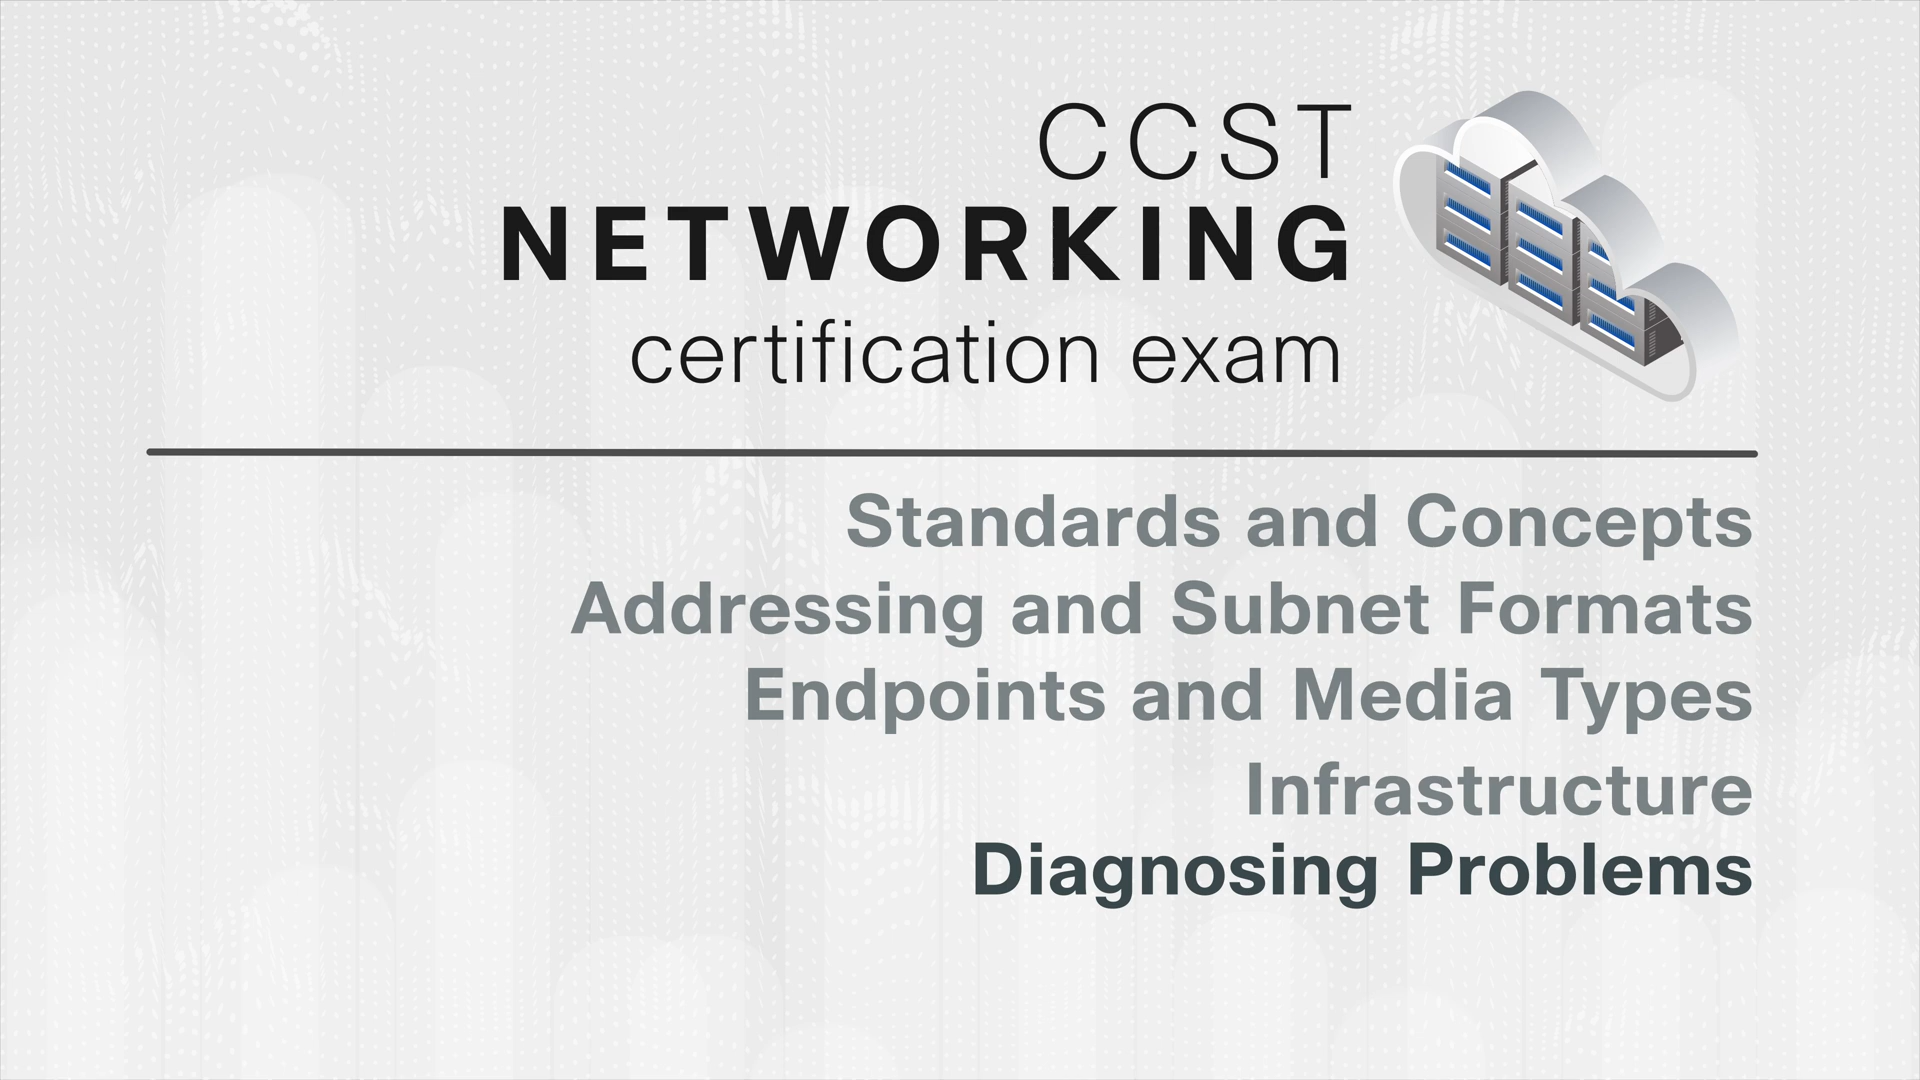 CCST
NETWORKING
certification exam
Standards and Concepts
Addressing and Subnet Formats
Endpoints and Media Types
Infrastructure
Diagnosing Problems